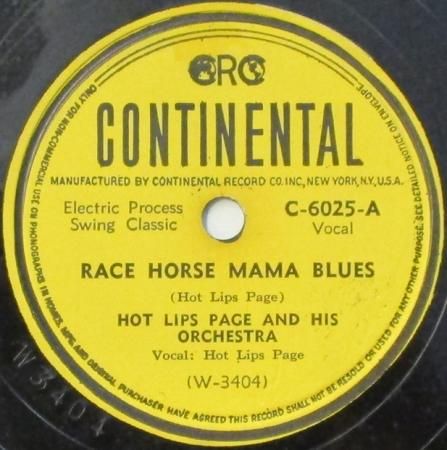 CRC
CONTINENTAL
MANUFACTURED BY CONTINENTAL RECORD CO. INC., NEW YORK, N.Y., U.S.A.
Electric Process
Swing Classic
C-6025-A
Vocal
RACE HORSE MAMA BLUES
(Hot Lips Page)
HOT LIPS PAGE AND HIS
ORCHESTRA
Vocal: Hot Lips Page
(W-3404)
ONLY FOR NON-COMMERCIAL USE ON PHONOGRAPHS IN HOMES. MFR. AND ORIGINAL PURCHASER HAVE AGREED THIS RECORD SHALL NOT BE RESOLD OR USED FOR ANY OTHER PURPOSE. SEE DETAILED NOTICE ON ENVELOPE.
W3404